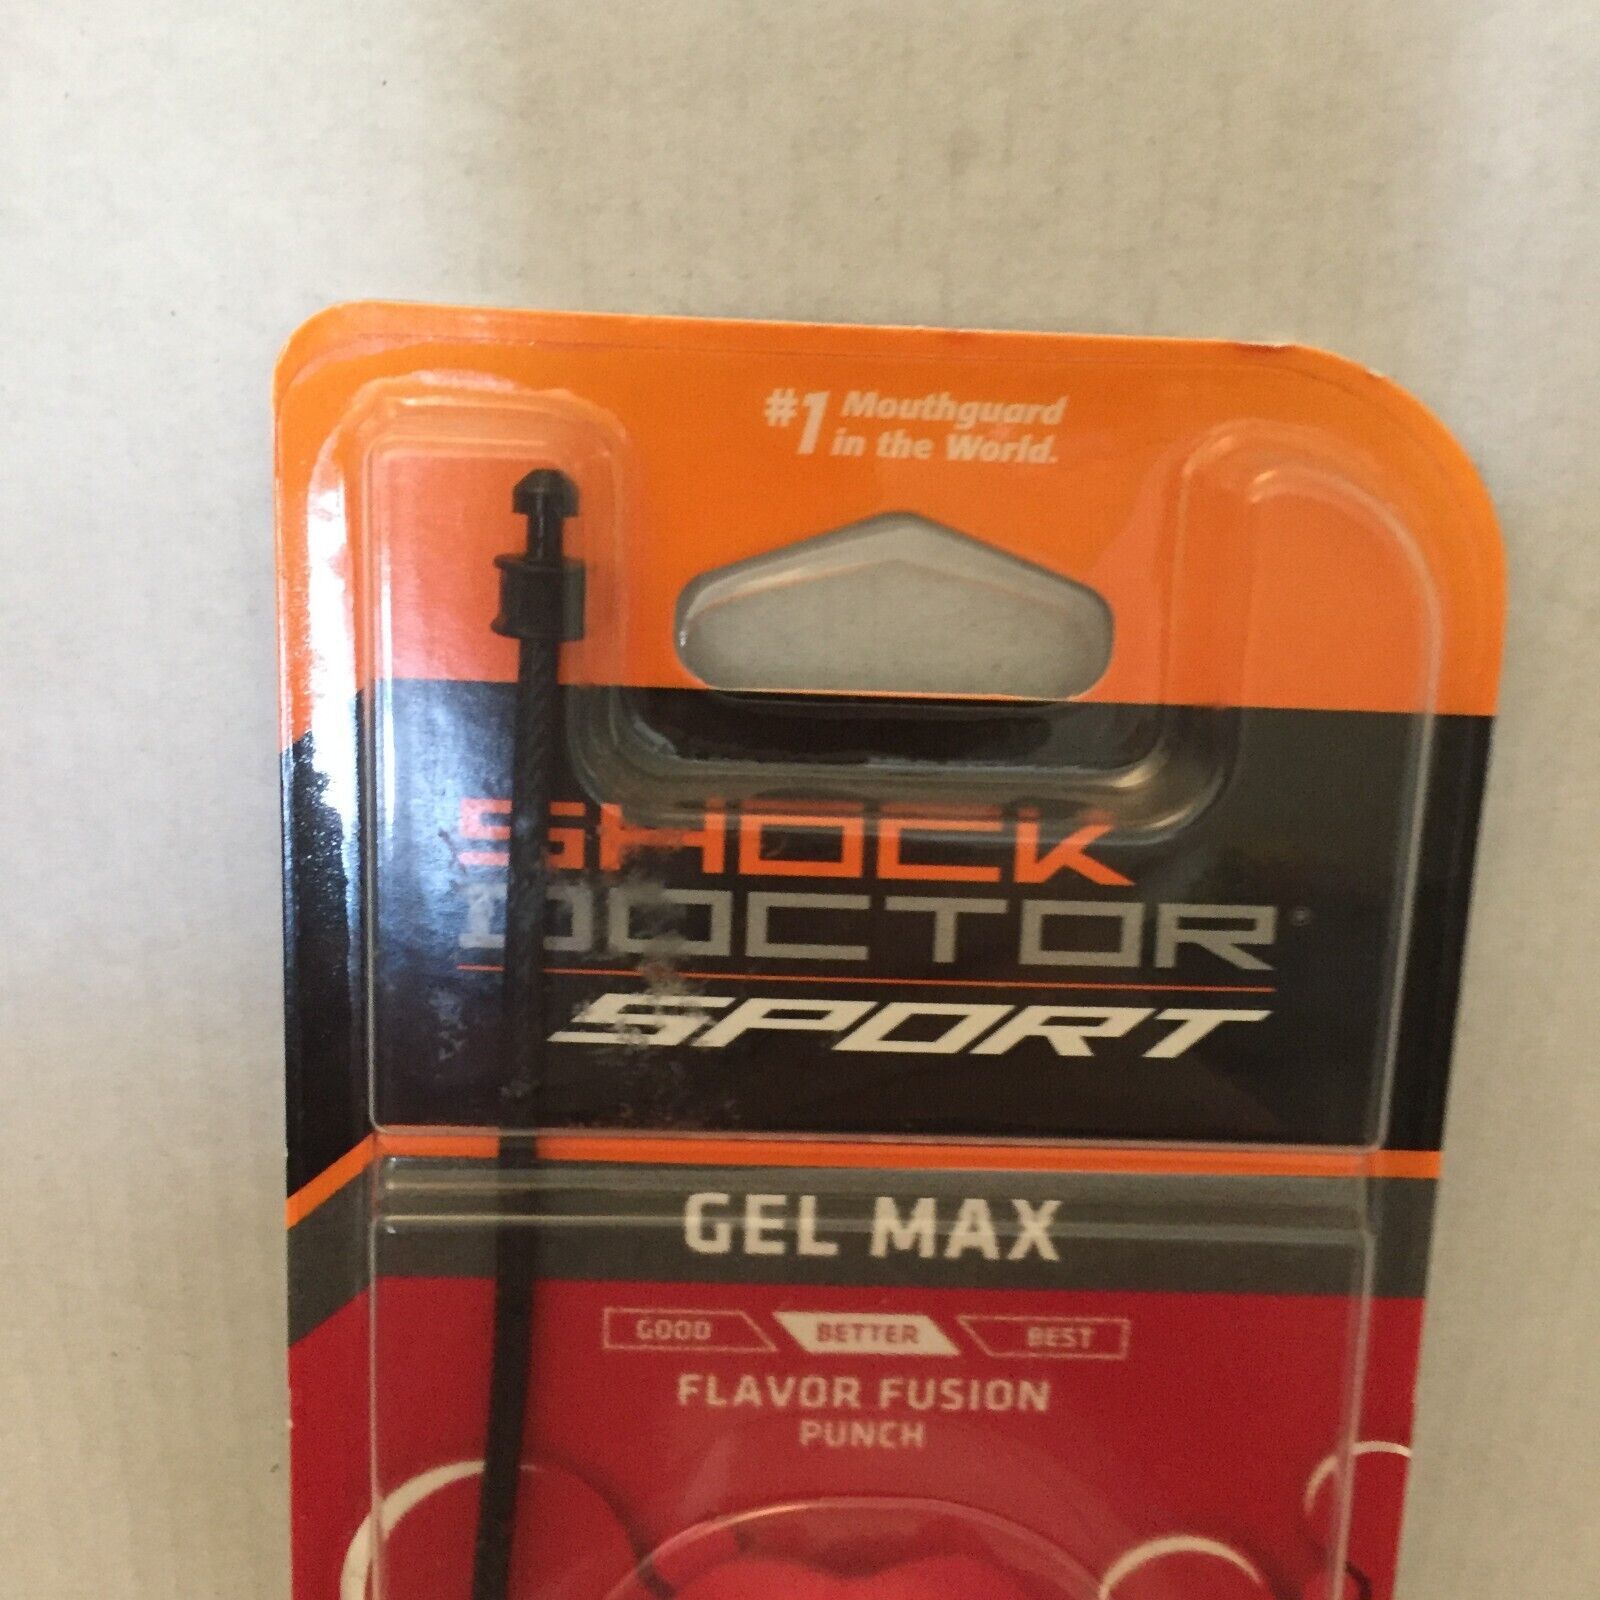 #1 Mouthguard
in the World.
SHOCK
DOCTOR®
SPORT
GEL MAX
GOOD BETTER BEST
FLAVOR FUSION
PUNCH